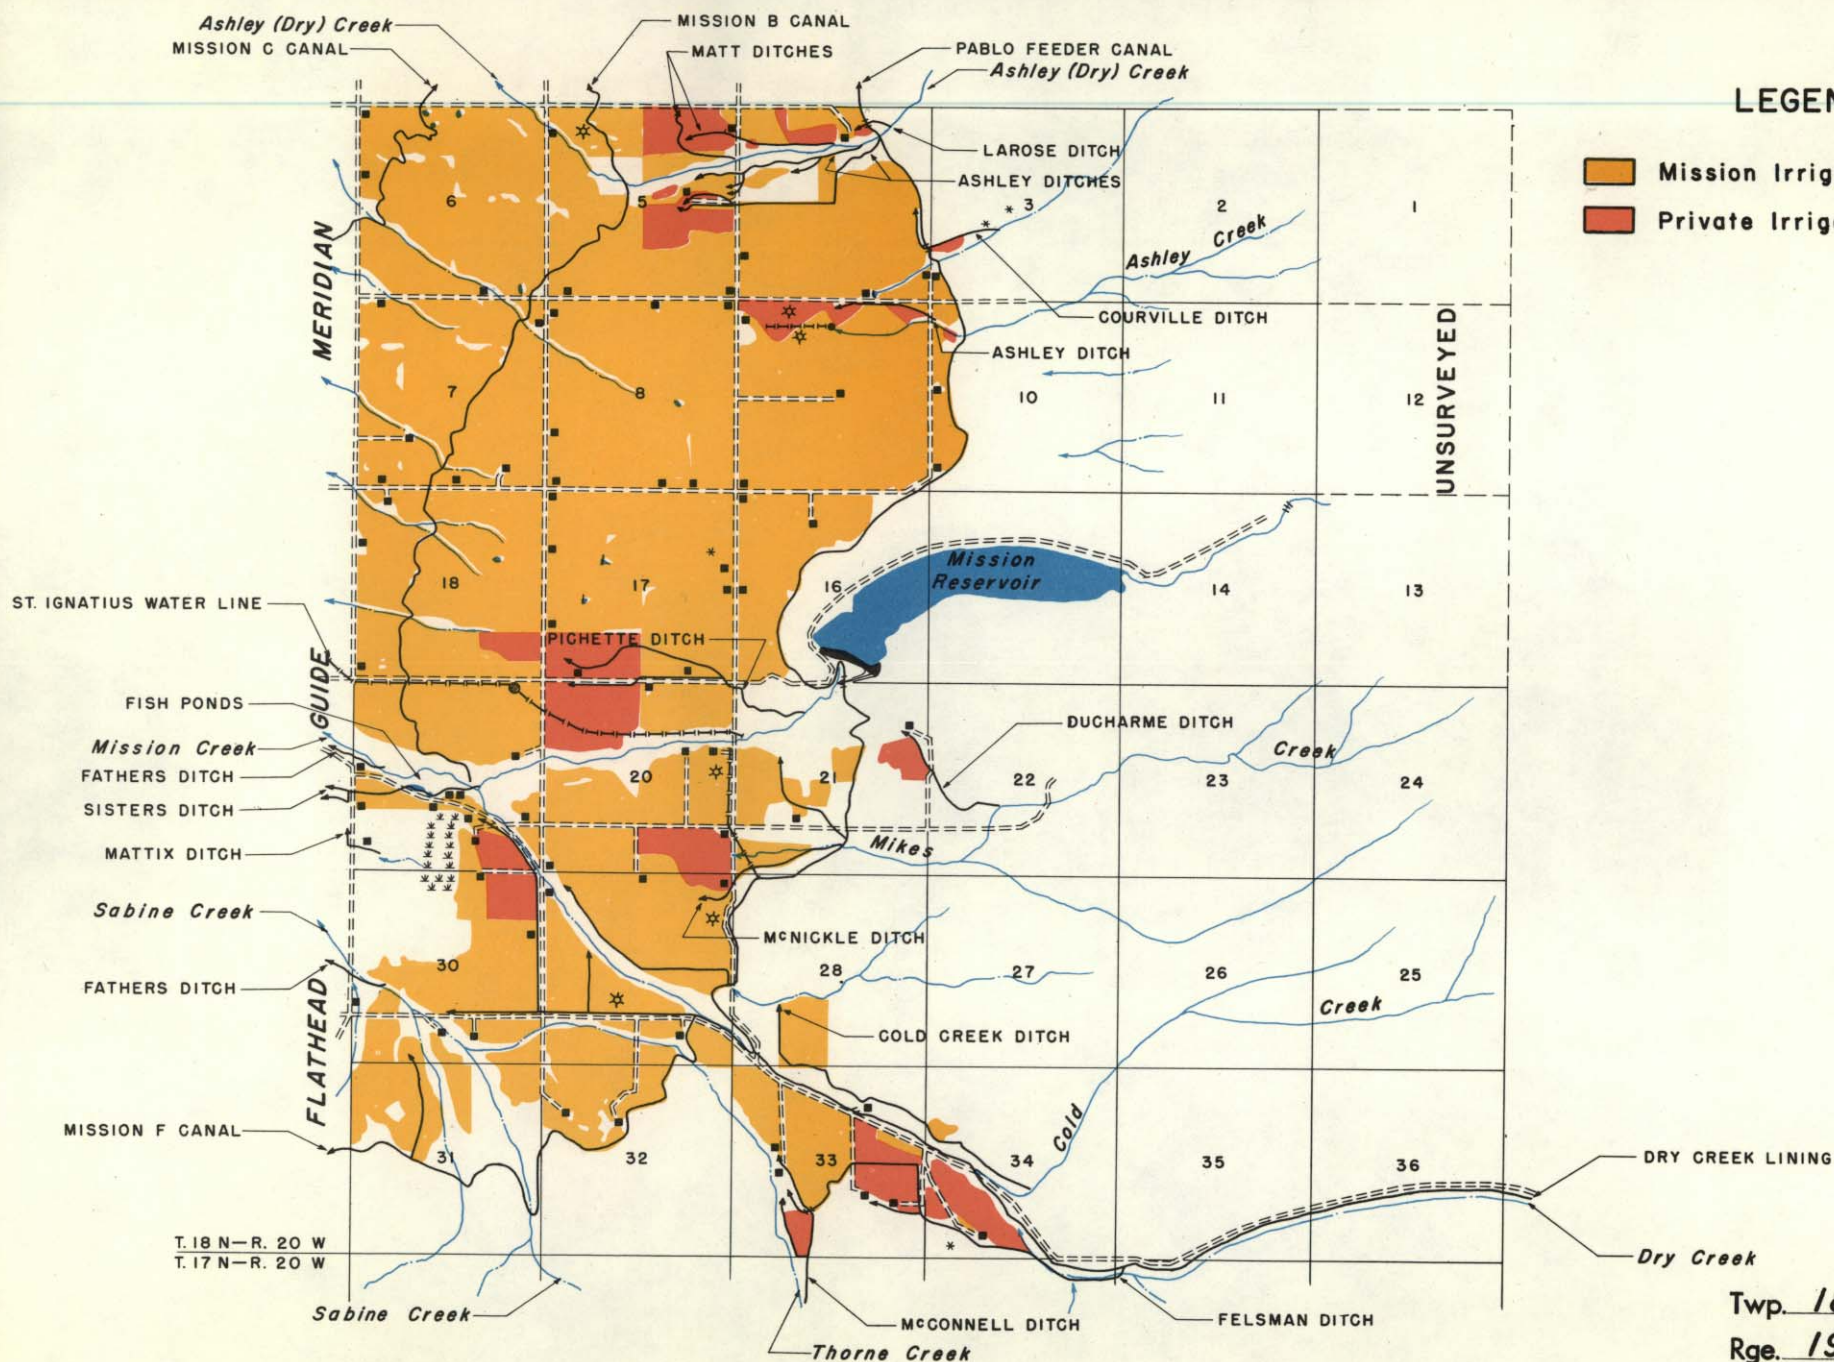 Ashley (Dry) Creek
MISSION C CANAL
MISSION B CANAL
MATT DITCHES
PABLO FEEDER CANAL
Ashley (Dry) Creek
LEGEN
LAROSE DITCH
ASHLEY DITCHES
Mission Irrig
Private Irrig
6
5
3
2
1
Ashley Creek
MERIDIAN
COURVILLE DITCH
ASHLEY DITCH
UNSURVEYED
7
8
10
11
12
Mission
Reservoir
18
17
16
14
13
ST. IGNATIUS WATER LINE
PICHETTE DITCH
GUIDE
FISH PONDS
DUCHARME DITCH
Mission Creek
Creek
FATHERS DITCH
20
21
22
23
24
SISTERS DITCH
MATTIX DITCH
Mikes
Sabine Creek
McNICKLE DITCH
30
28
27
26
25
FATHERS DITCH
Creek
FLATHEAD
COLD CREEK DITCH
MISSION F CANAL
Cold
31
32
33
34
35
36
DRY CREEK LINING
T. 18 N—R. 20 W
T. 17 N—R. 20 W
Dry Creek
Sabine Creek
McCONNELL DITCH
FELSMAN DITCH
Thorne Creek
Twp.
Rge. 19